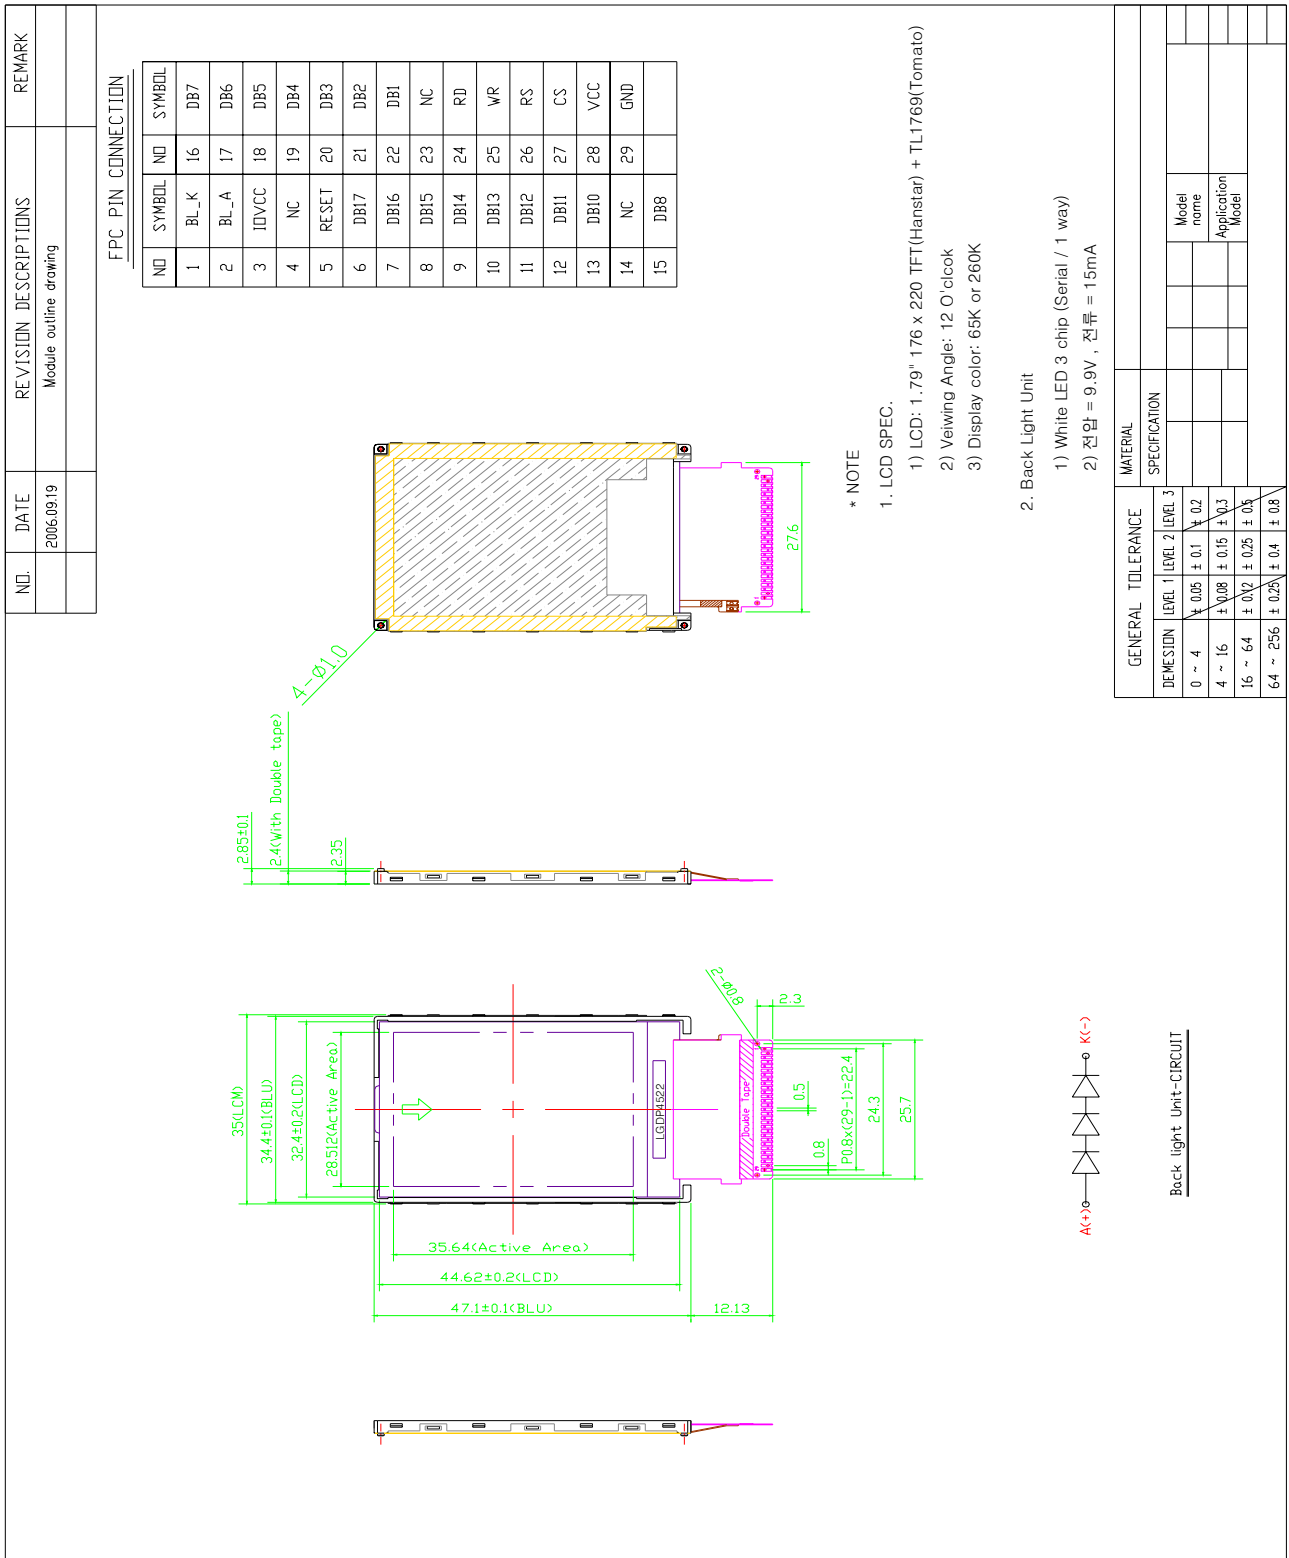 NO. DATE REVISION DESCRIPTIONS REMARK
2006.09.19 Module outline drawing
FPC PIN CONNECTION
NO SYMBOL NO SYMBOL
1 BL_K 16 DB7
2 BL_A 17 DB6
3 IOVCC 18 DB5
4 NC 19 DB4
5 RESET 20 DB3
6 DB17 21 DB2
7 DB16 22 DB1
8 DB15 23 NC
9 DB14 24 RD
10 DB13 25 WR
11 DB12 26 RS
12 DB11 27 CS
13 DB10 28 VCC
14 NC 29 GND
15 DB8
35(LCM)
34.4±0.1(BLU)
32.4±0.2(LCD)
28.512(Active Area)
35.64(Active Area)
44.62±0.2(LCD)
47.1±0.1(BLU)
12.13
LGDP4522
Double Tape
2-Ø0.8
2.3
0.5
0.8
P0.8x(29-1)=22.4
24.3
25.7
2.85±0.1
2.4(With Double tape)
2.35
4-Ø1.0
27.6
* NOTE
1. LCD SPEC.
1) LCD: 1.79" 176 x 220 TFT(Hanstar) + TL1769(Tomato)
2) Veiwing Angle: 12 O'clcok
3) Display color: 65K or 260K
2. Back Light Unit
1) White LED 3 chip (Serial / 1 way)
2) 전압 = 9.9V , 전류 = 15mA
A(+) K(-)
Back light Unit-CIRCUIT
GENERAL TOLERANCE
DEMESION LEVEL 1 LEVEL 2 LEVEL 3
0 ~ 4 ± 0.05 ± 0.1 ± 0.2
4 ~ 16 ± 0.08 ± 0.15 ± 0.3
16 ~ 64 ± 0.12 ± 0.25 ± 0.5
64 ~ 256 ± 0.25 ± 0.4 ± 0.8
MATERIAL
SPECIFICATION
Model
name
Application
Model